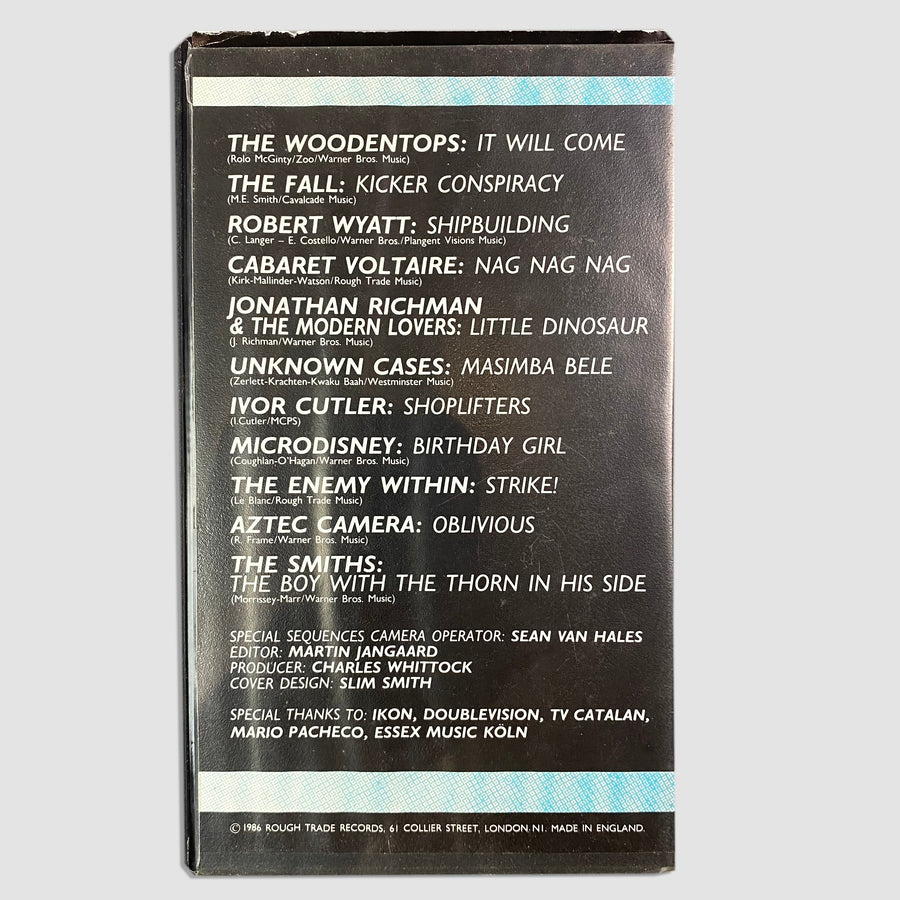 THE WOODENTOPS: IT WILL COME
(Rolo McGinty/Zoo/Warner Bros. Music)
THE FALL: KICKER CONSPIRACY
(M.E. Smith/Cavalcade Music)
ROBERT WYATT: SHIPBUILDING
(C. Langer – E. Costello/Warner Bros./Plangent Visions Music)
CABARET VOLTAIRE: NAG NAG NAG
(Kirk-Mallinder-Watson/Rough Trade Music)
JONATHAN RICHMAN
& THE MODERN LOVERS: LITTLE DINOSAUR
(J. Richman/Warner Bros. Music)
UNKNOWN CASES: MASIMBA BELE
(Zerlett-Krachten-Kwaku Baah/Westminster Music)
IVOR CUTLER: SHOPLIFTERS
(I.Cutler/MCPS)
MICRODISNEY: BIRTHDAY GIRL
(Coughlan-O'Hagan/Warner Bros. Music)
THE ENEMY WITHIN: STRIKE!
(Le Blanc/Rough Trade Music)
AZTEC CAMERA: OBLIVIOUS
(R. Frame/Warner Bros. Music)
THE SMITHS:
THE BOY WITH THE THORN IN HIS SIDE
(Morrissey-Marr/Warner Bros. Music)
SPECIAL SEQUENCES CAMERA OPERATOR: SEAN VAN HALES
EDITOR: MARTIN JANGAARD
PRODUCER: CHARLES WHITTOCK
COVER DESIGN: SLIM SMITH
SPECIAL THANKS TO: IKON, DOUBLEVISION, TV CATALAN,
MARIO PACHECO, ESSEX MUSIC KÖLN
© 1986 ROUGH TRADE RECORDS, 61 COLLIER STREET, LONDON N1. MADE IN ENGLAND.